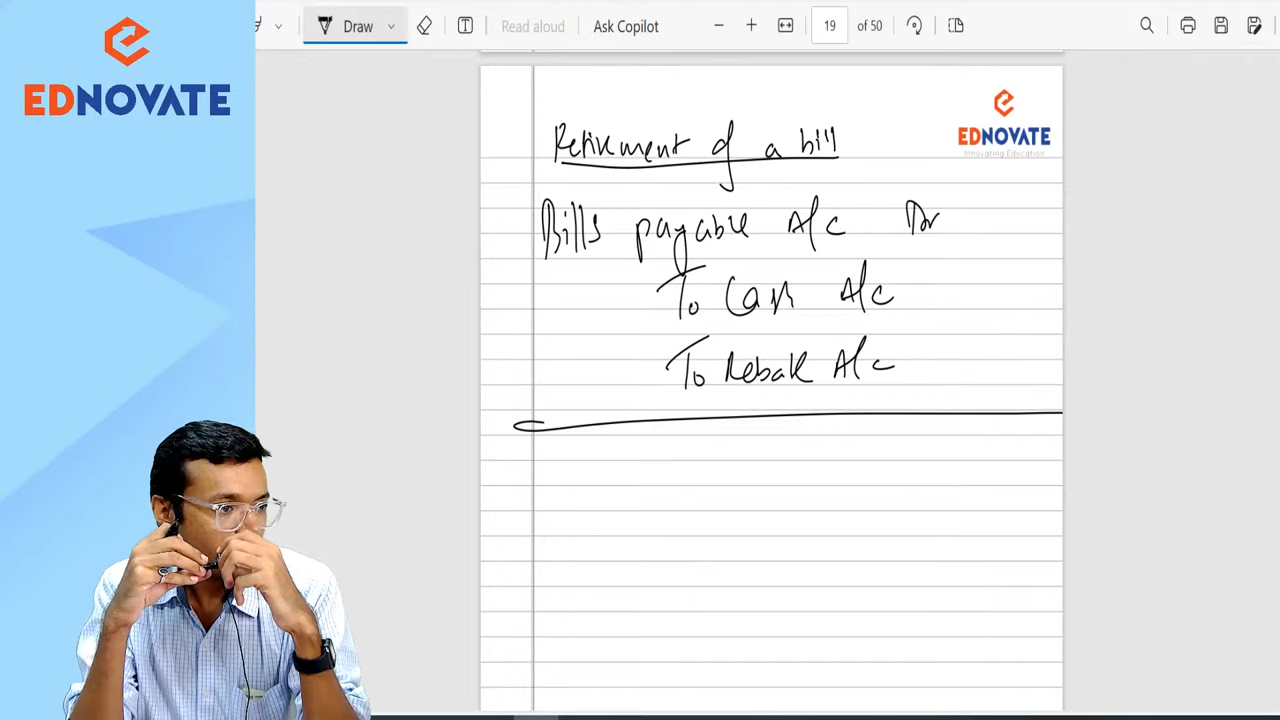 Draw
Read aloud
Ask Copilot
19 of 50
EDNOVATE
EDNOVATE
Innovating Education
Retirement of a bill
Bills payable A/c Dr
To Cash A/c
To Rebate A/c